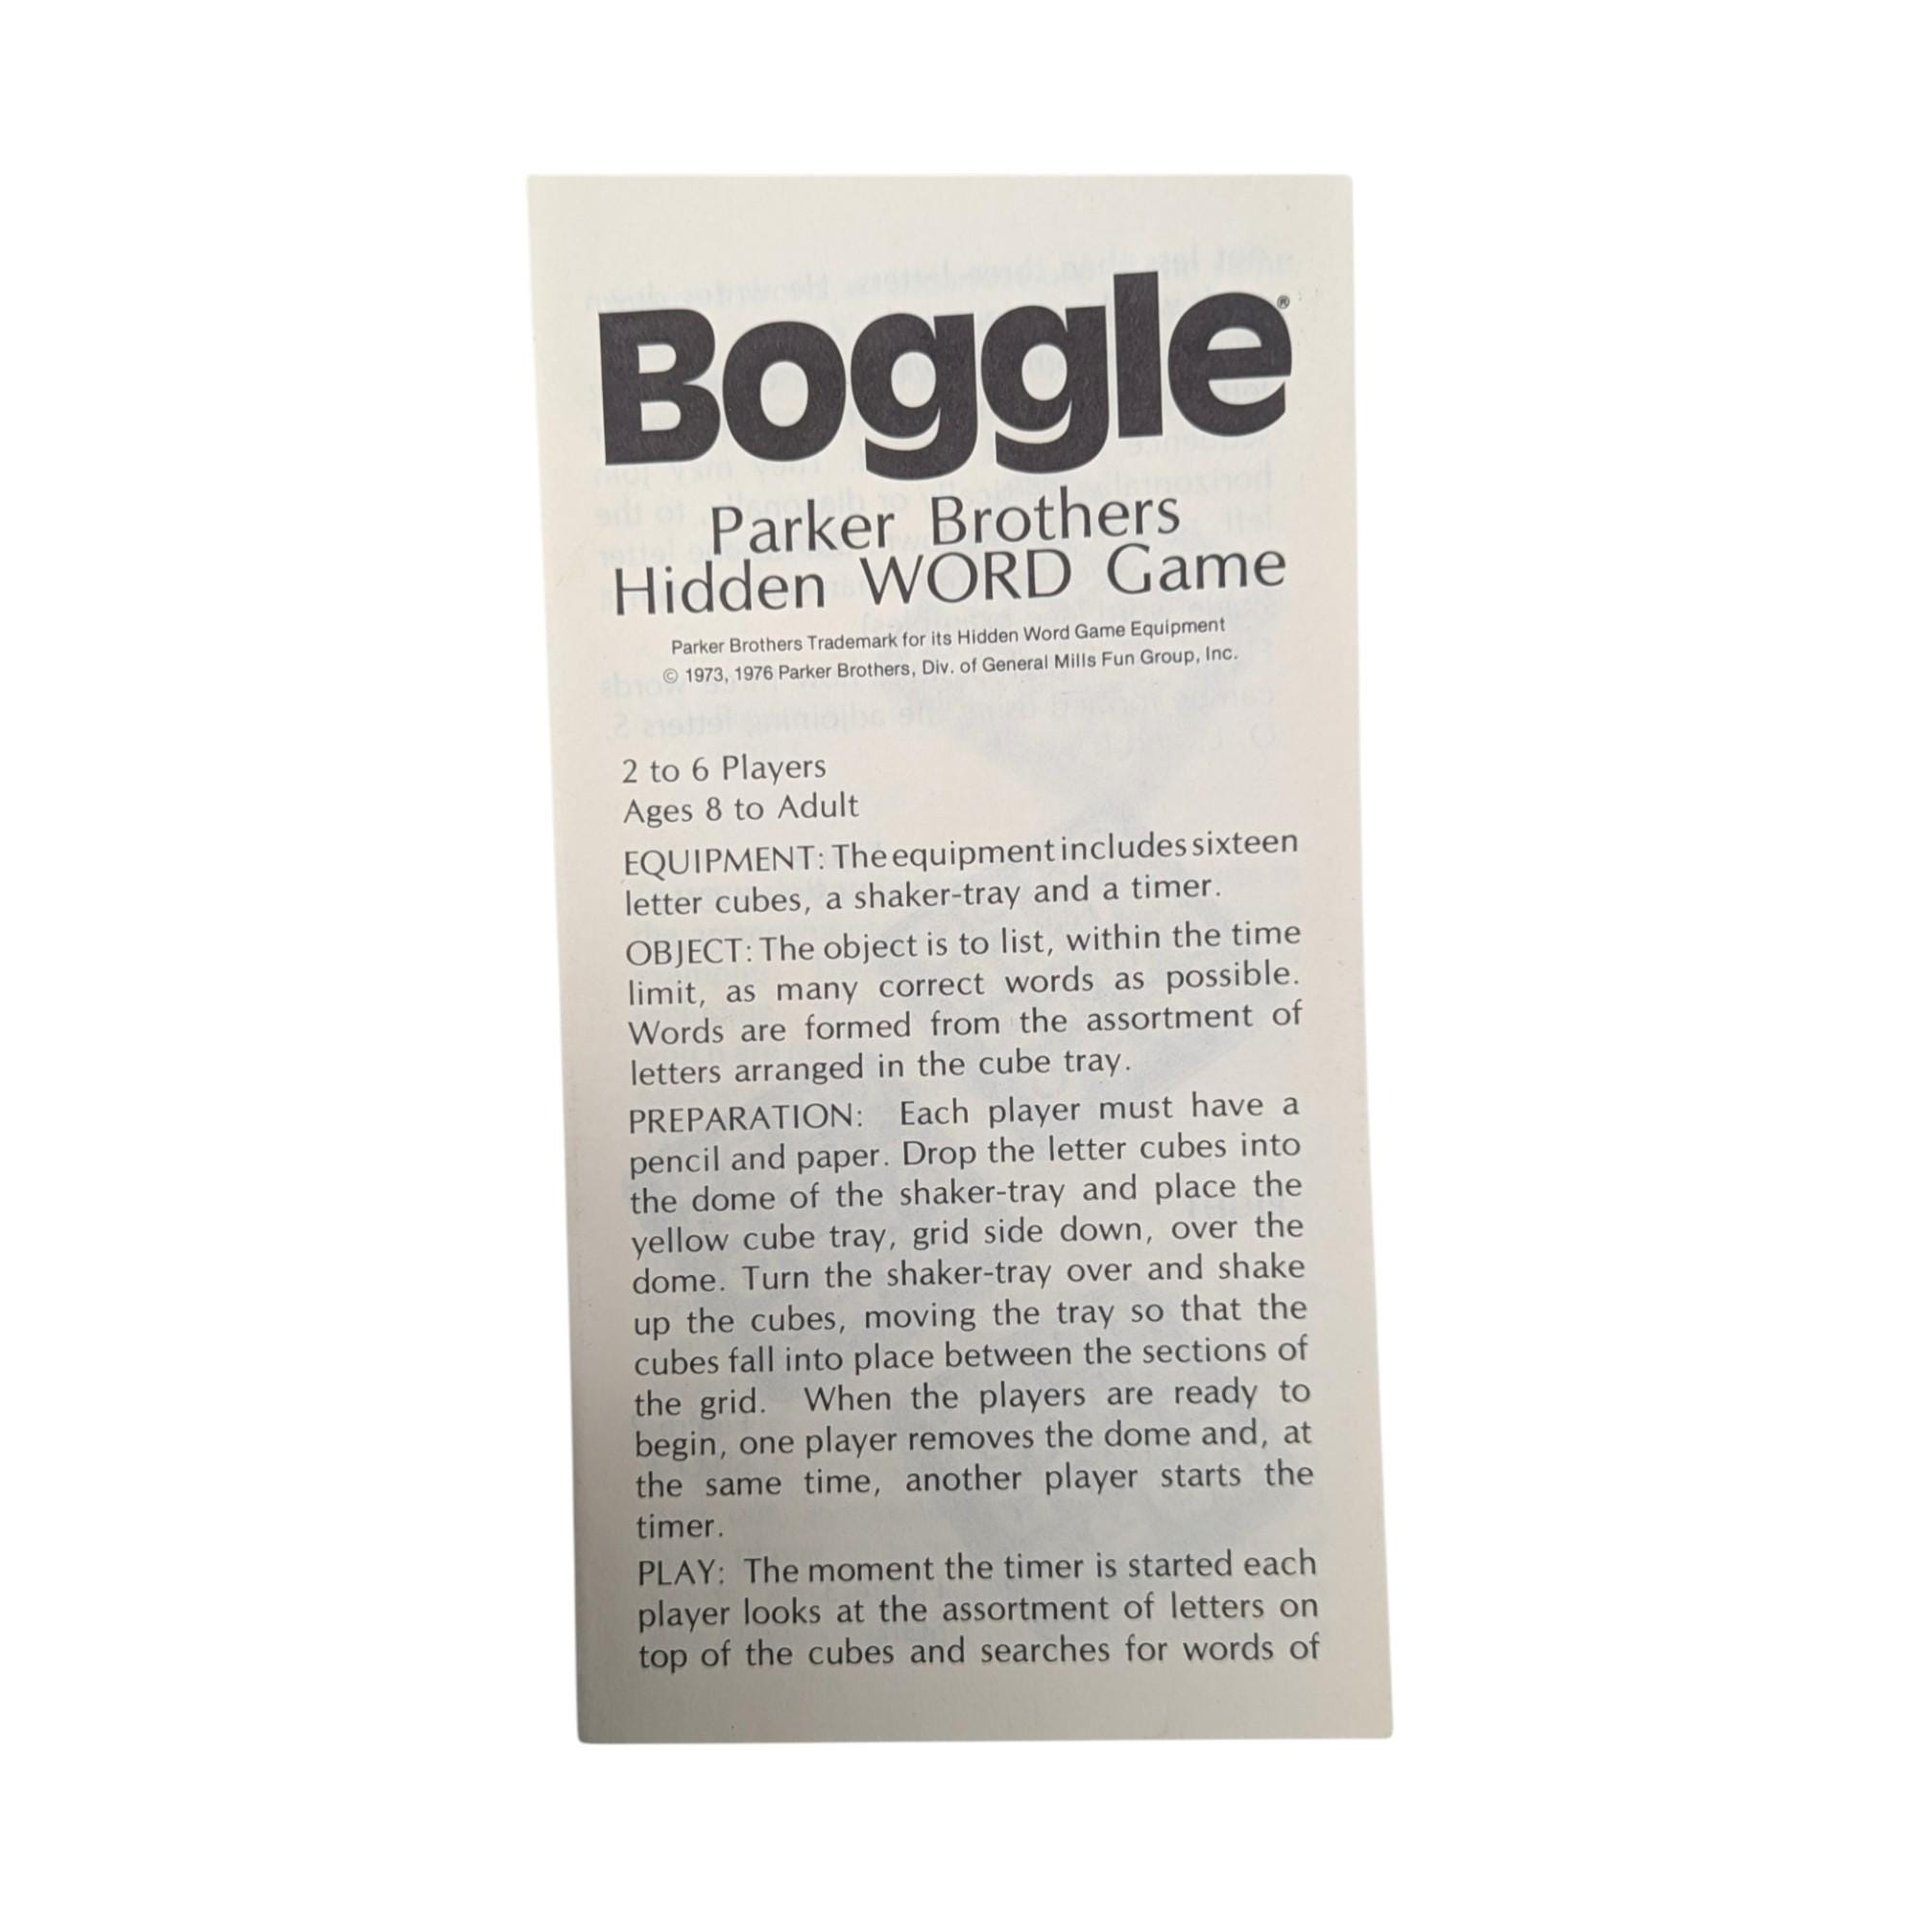 Boggle®
Parker Brothers
Hidden WORD Game
Parker Brothers Trademark for its Hidden Word Game Equipment
© 1973, 1976 Parker Brothers, Div. of General Mills Fun Group, Inc.
2 to 6 Players
Ages 8 to Adult
EQUIPMENT: The equipment includes sixteen
letter cubes, a shaker-tray and a timer.
OBJECT: The object is to list, within the time
limit, as many correct words as possible.
Words are formed from the assortment of
letters arranged in the cube tray.
PREPARATION: Each player must have a
pencil and paper. Drop the letter cubes into
the dome of the shaker-tray and place the
yellow cube tray, grid side down, over the
dome. Turn the shaker-tray over and shake
up the cubes, moving the tray so that the
cubes fall into place between the sections of
the grid. When the players are ready to
begin, one player removes the dome and, at
the same time, another player starts the
timer.
PLAY: The moment the timer is started each
player looks at the assortment of letters on
top of the cubes and searches for words of